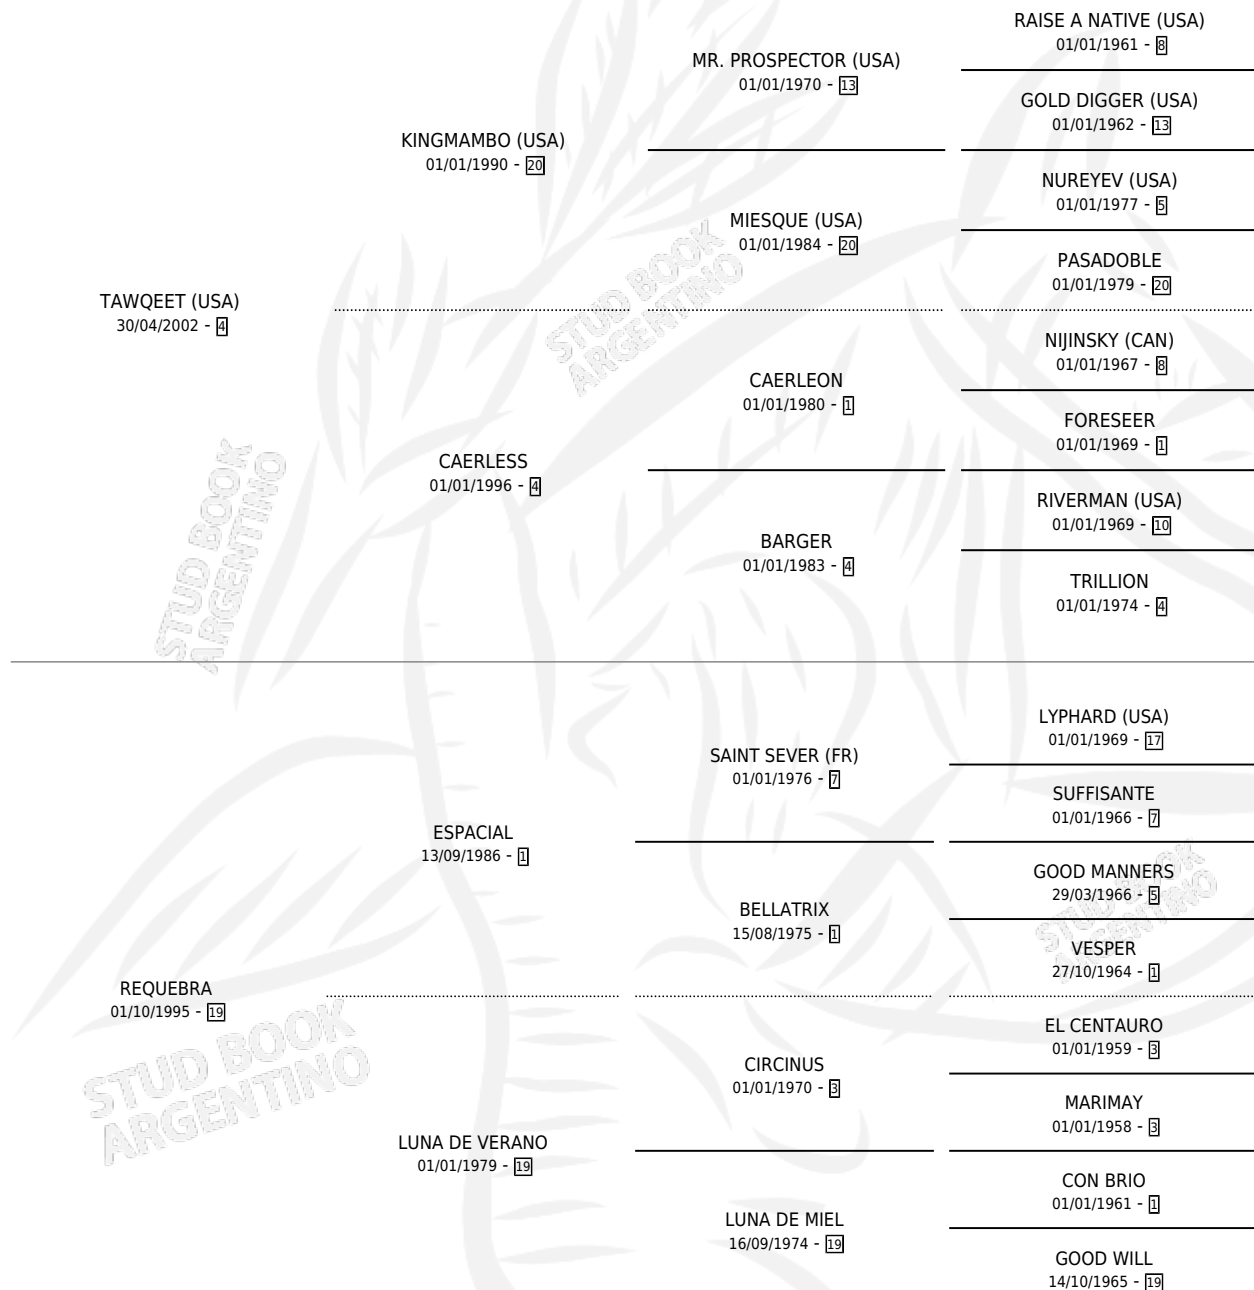 RAISE A NATIVE (USA)
01/01/1961 - 8
MR. PROSPECTOR (USA)
01/01/1970 - 13
GOLD DIGGER (USA)
01/01/1962 - 13
KINGMAMBO (USA)
01/01/1990 - 20
NUREYEV (USA)
01/01/1977 - 5
MIESQUE (USA)
01/01/1984 - 20
PASADOBLE
01/01/1979 - 20
TAWQEET (USA)
30/04/2002 - 4
NIJINSKY (CAN)
01/01/1967 - 8
CAERLEON
01/01/1980 - 1
FORESEER
01/01/1969 - 1
CAERLESS
01/01/1996 - 4
RIVERMAN (USA)
01/01/1969 - 10
BARGER
01/01/1983 - 4
TRILLION
01/01/1974 - 4
LYPHARD (USA)
01/01/1969 - 17
SAINT SEVER (FR)
01/01/1976 - 7
SUFFISANTE
01/01/1966 - 7
ESPACIAL
13/09/1986 - 1
GOOD MANNERS
29/03/1966 - 5
BELLATRIX
15/08/1975 - 1
VESPER
27/10/1964 - 1
REQUEBRA
01/10/1995 - 19
EL CENTAURO
01/01/1959 - 3
CIRCINUS
01/01/1970 - 3
MARIMAY
01/01/1958 - 3
LUNA DE VERANO
01/01/1979 - 19
CON BRIO
01/01/1961 - 1
LUNA DE MIEL
16/09/1974 - 19
GOOD WILL
14/10/1965 - 19
STUD BOOK
ARGENTINO
STUD BOOK
ARGENTINO
STUD BOOK
ARGENTINO
STUD BOOK
ARGENTINO